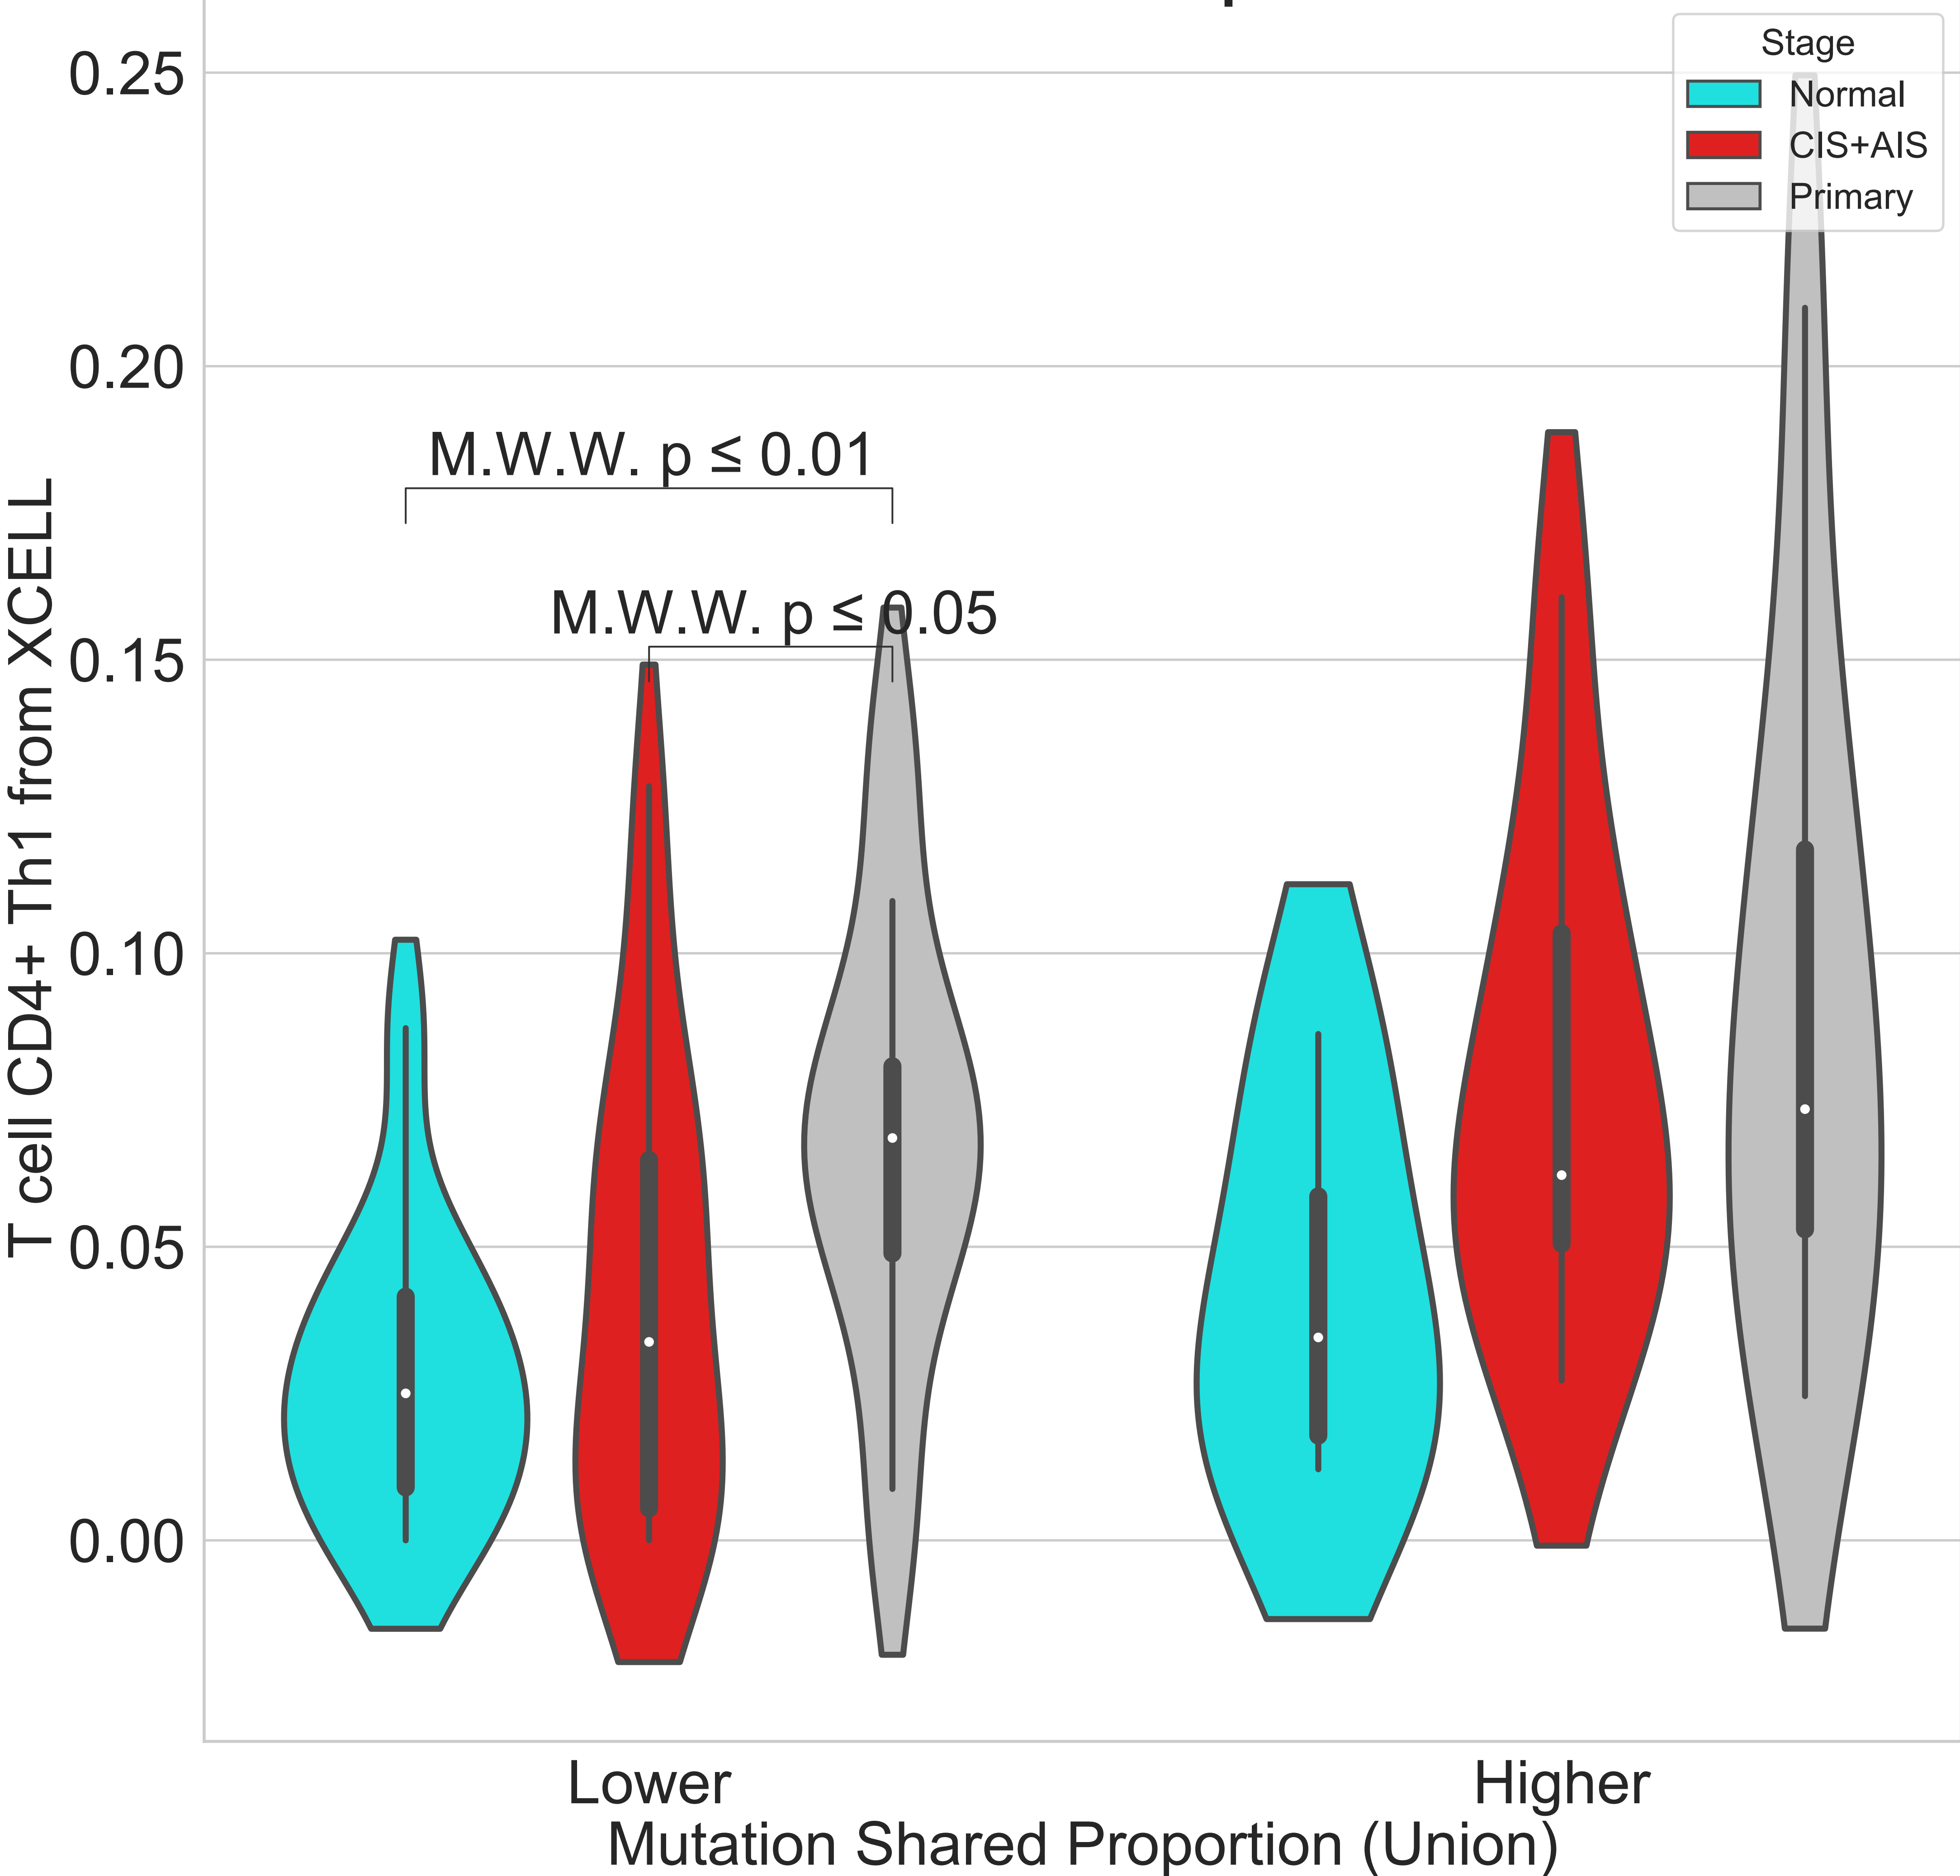 Stage
Normal
CIS+AIS
Primary
T cell CD4+ Th1 from XCELL
0.25
0.20
0.15
0.10
0.05
0.00
M.W.W. p ≤ 0.01
M.W.W. p ≤ 0.05
Lower
Higher
Mutation Shared Proportion (Union)